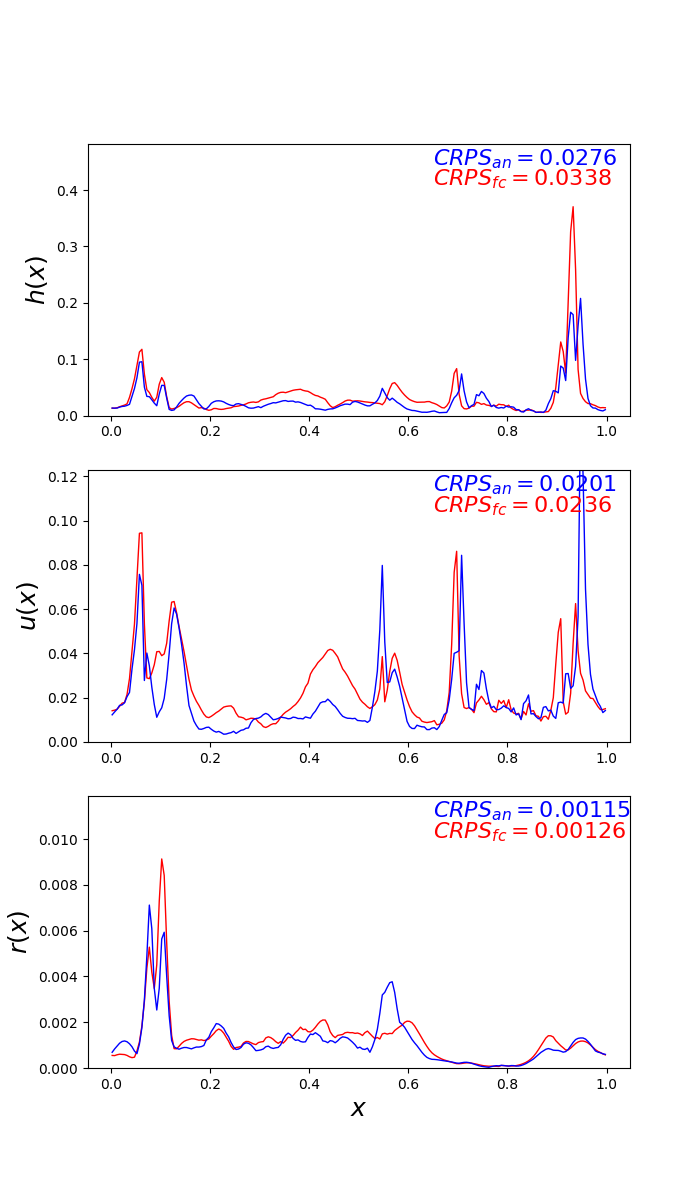 CRPS_an = 0.0276
CRPS_fc = 0.0338
h(x)
0.4
0.3
0.2
0.1
0.0
0.0 0.2 0.4 0.6 0.8 1.0
CRPS_an = 0.0201
CRPS_fc = 0.0236
u(x)
0.12
0.10
0.08
0.06
0.04
0.02
0.00
0.0 0.2 0.4 0.6 0.8 1.0
CRPS_an = 0.00115
CRPS_fc = 0.00126
r(x)
0.010
0.008
0.006
0.004
0.002
0.000
0.0 0.2 0.4 0.6 0.8 1.0
x